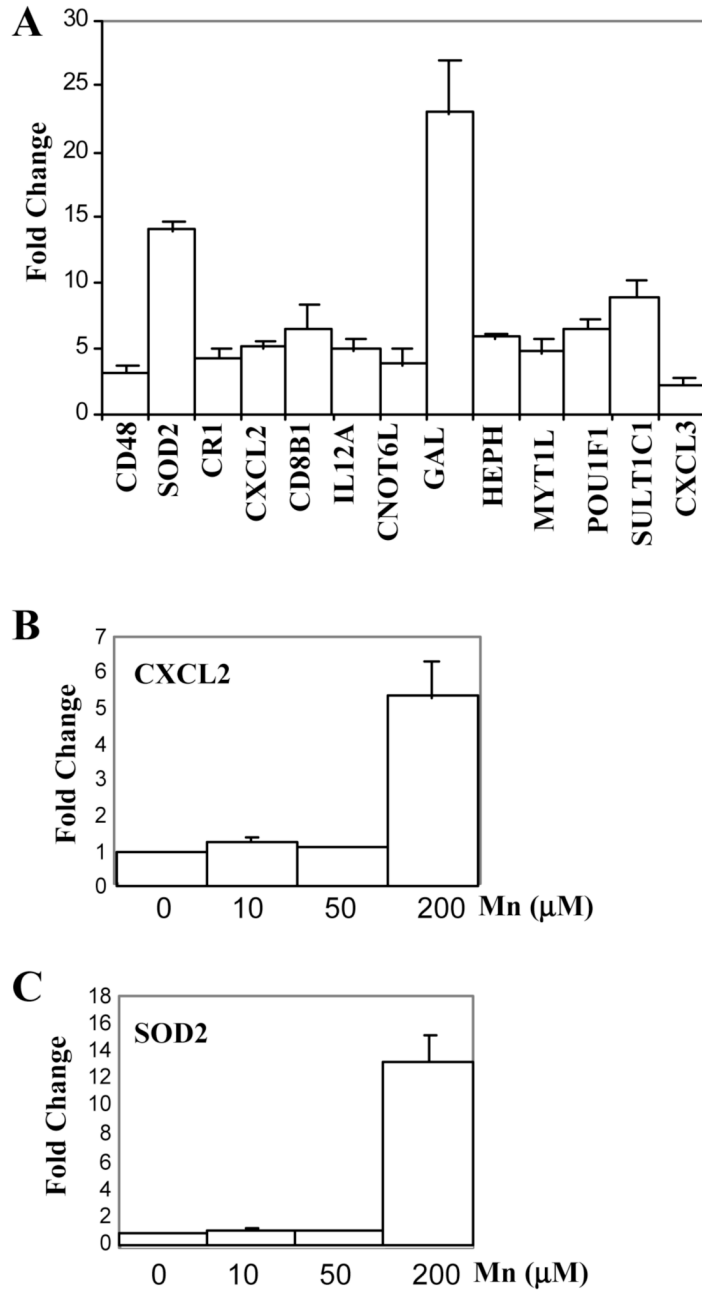 A
Fold Change
30
25
20
15
10
5
0
CD48
SOD2
CR1
CXCL2
CD8B1
IL12A
CNOT6L
GAL
HEPH
MYT1L
POU1F1
SULT1C1
CXCL3
B
CXCL2
Fold Change
7
6
5
4
3
2
1
0
0 10 50 200 Mn (μM)
C
SOD2
Fold Change
18
16
14
12
10
8
6
4
2
0
0 10 50 200 Mn (μM)